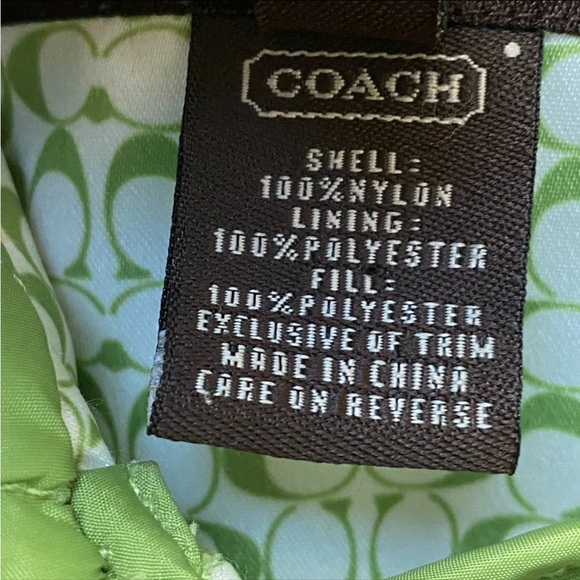 COACH
SHELL:
100%NYLON
LINING:
100%POLYESTER
FILL:
100%POLYESTER
EXCLUSIVE OF TRIM
MADE IN CHINA
CARE ON REVERSE